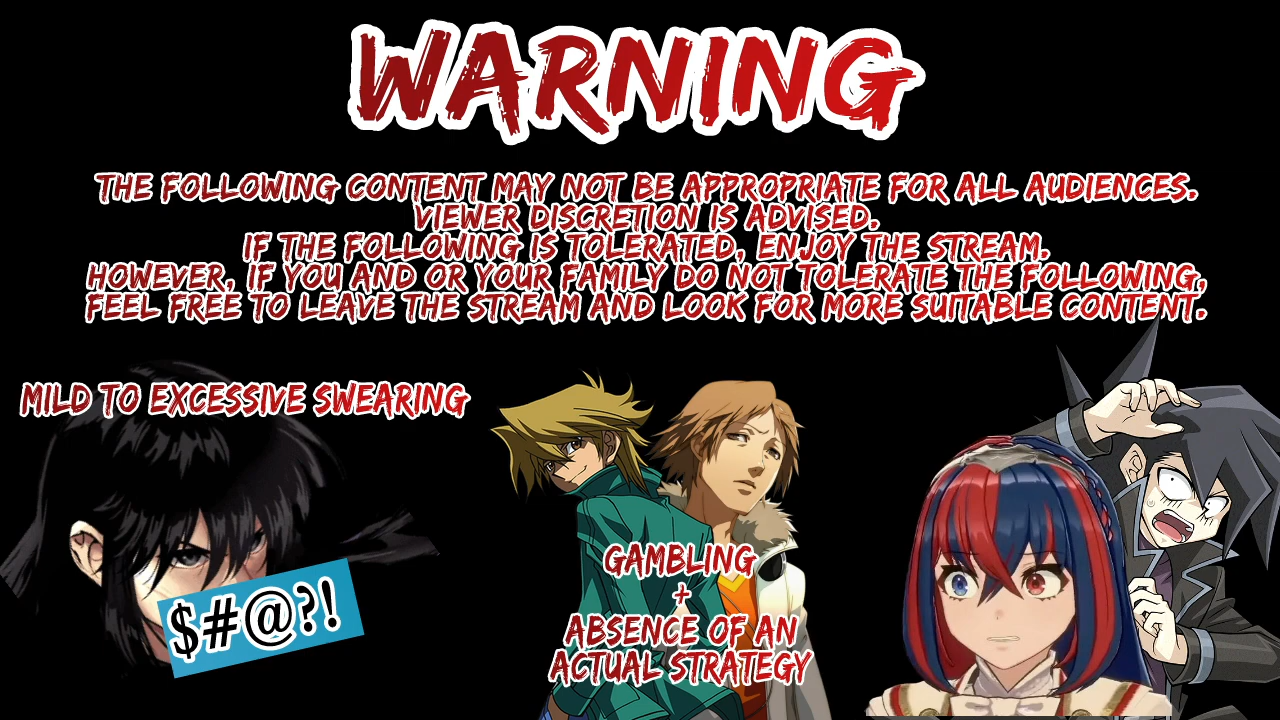 WARNING
THE FOLLOWING CONTENT MAY NOT BE APPROPRIATE FOR ALL AUDIENCES.
VIEWER DISCRETION IS ADVISED.
IF THE FOLLOWING IS TOLERATED, ENJOY THE STREAM.
HOWEVER, IF YOU AND OR YOUR FAMILY DO NOT TOLERATE THE FOLLOWING,
FEEL FREE TO LEAVE THE STREAM AND LOOK FOR MORE SUITABLE CONTENT.
MILD TO EXCESSIVE SWEARING
$#@?!
GAMBLING
+
ABSENCE OF AN
ACTUAL STRATEGY